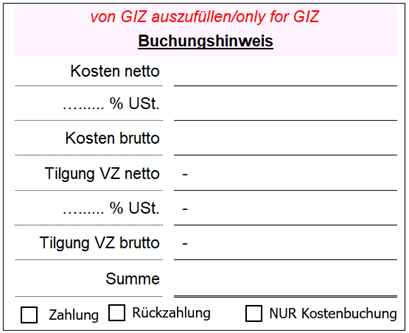 von GIZ auszufüllen/only for GIZ
Buchungshinweis
Kosten netto
…...... % USt.
Kosten brutto
Tilgung VZ netto -
…...... % USt. -
Tilgung VZ brutto -
Summe
Zahlung Rückzahlung NUR Kostenbuchung